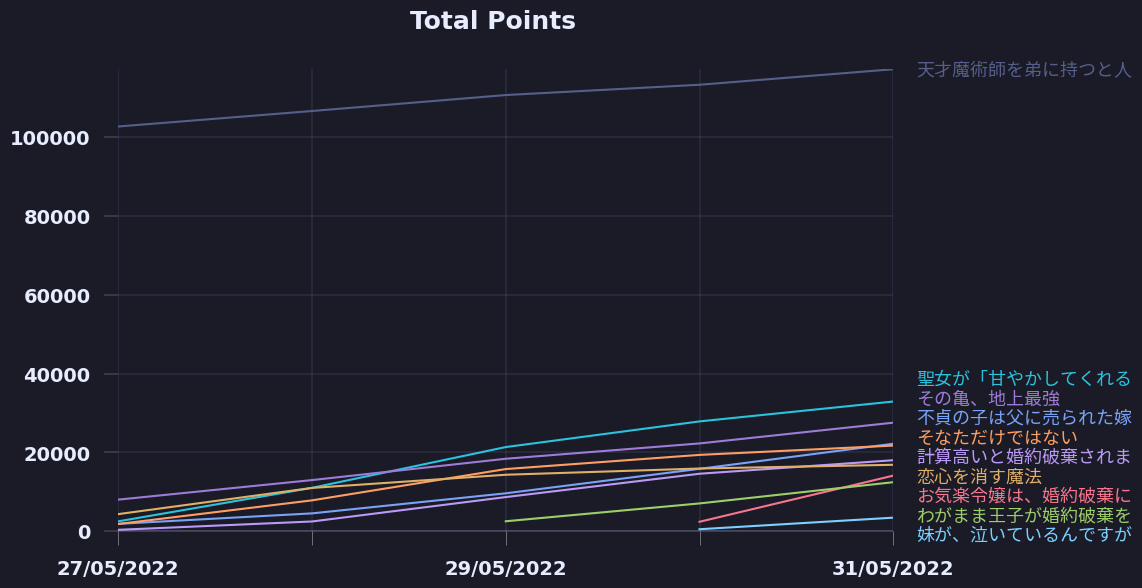 Total Points
天才魔術師を弟に持つと人
100000
80000
60000
40000
20000
0
聖女が「甘やかしてくれる
その亀、地上最強
不貞の子は父に売られた嫁
そなただけではない
計算高いと婚約破棄されま
恋心を消す魔法
お気楽令嬢は、婚約破棄に
わがまま王子が婚約破棄を
妹が、泣いているんですが
27/05/2022
29/05/2022
31/05/2022